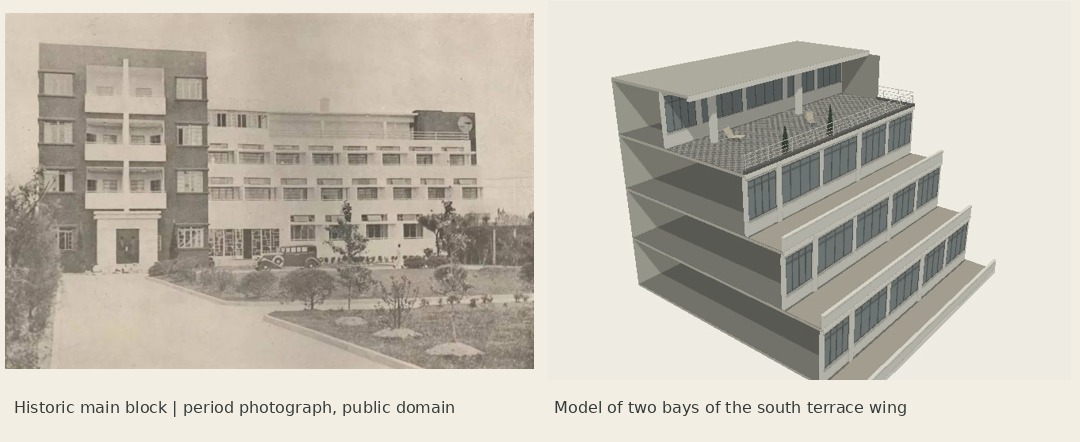 Historic main block | period photograph, public domain
Model of two bays of the south terrace wing